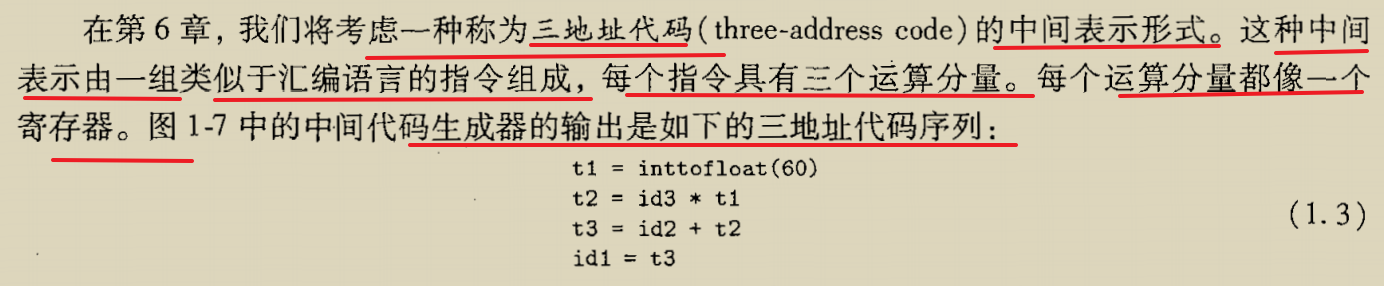 在第 6 章，我们将考虑一种称为三地址代码(three-address code)的中间表示形式。这种中间
表示由一组类似于汇编语言的指令组成，每个指令具有三个运算分量。每个运算分量都像一个
寄存器。图 1-7 中的中间代码生成器的输出是如下的三地址代码序列：
t1 = inttofloat(60)
t2 = id3 * t1
t3 = id2 + t2
id1 = t3
(1.3)